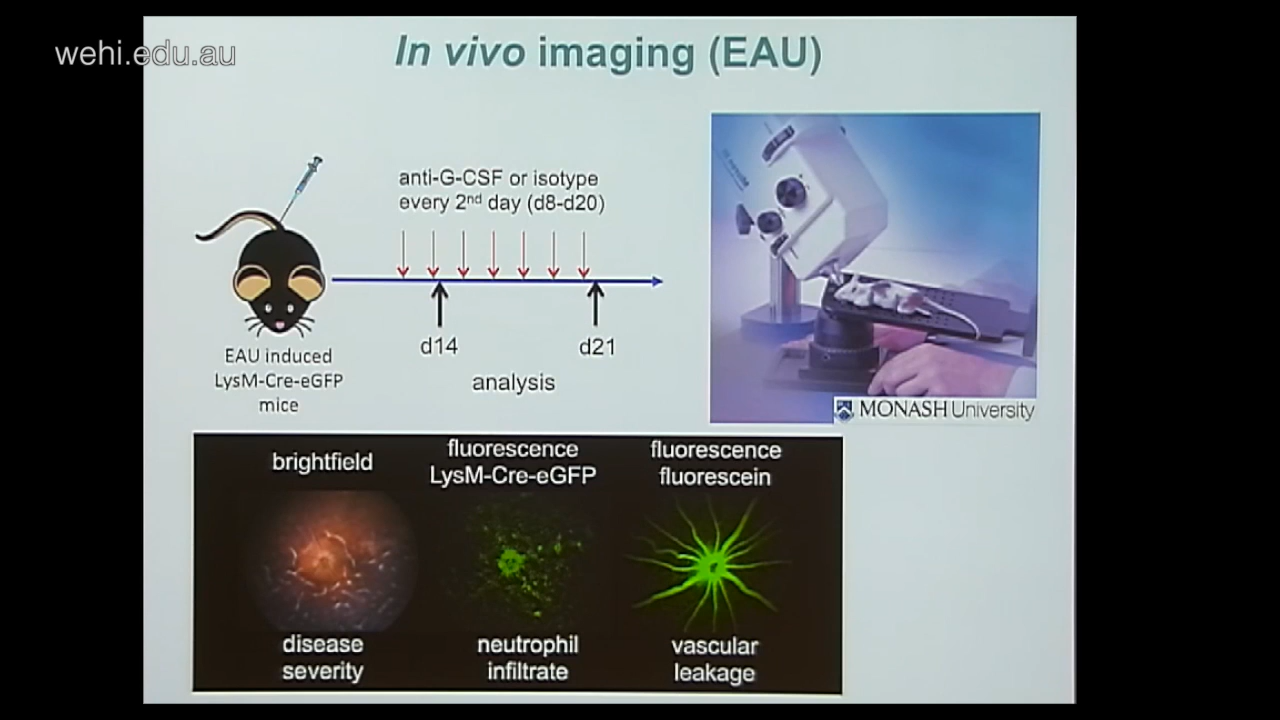 wehi.edu.au
In vivo imaging (EAU)
anti-G-CSF or isotype
every 2nd day (d8-d20)
d14
d21
analysis
EAU induced
LysM-Cre-eGFP
mice
MONASH University
brightfield
fluorescence
LysM-Cre-eGFP
fluorescence
fluorescein
disease
severity
neutrophil
infiltrate
vascular
leakage